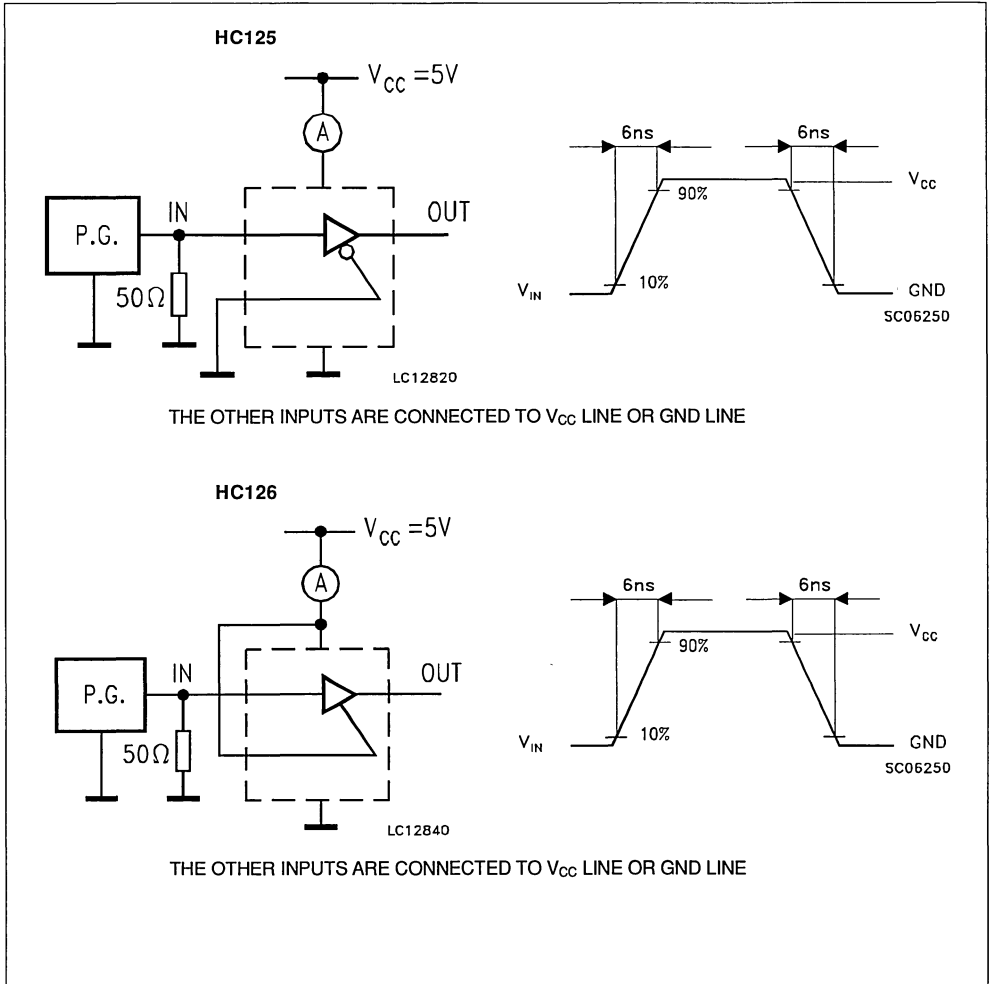 HC125
V_CC =5V
A
P.G.
IN
OUT
50Ω
LC12820
6ns 6ns
90%
V_CC
V_IN
10%
GND
SC06250
THE OTHER INPUTS ARE CONNECTED TO V_CC LINE OR GND LINE
HC126
V_CC =5V
A
P.G.
IN
OUT
50Ω
LC12840
6ns 6ns
90%
V_CC
V_IN
10%
GND
SC06250
THE OTHER INPUTS ARE CONNECTED TO V_CC LINE OR GND LINE